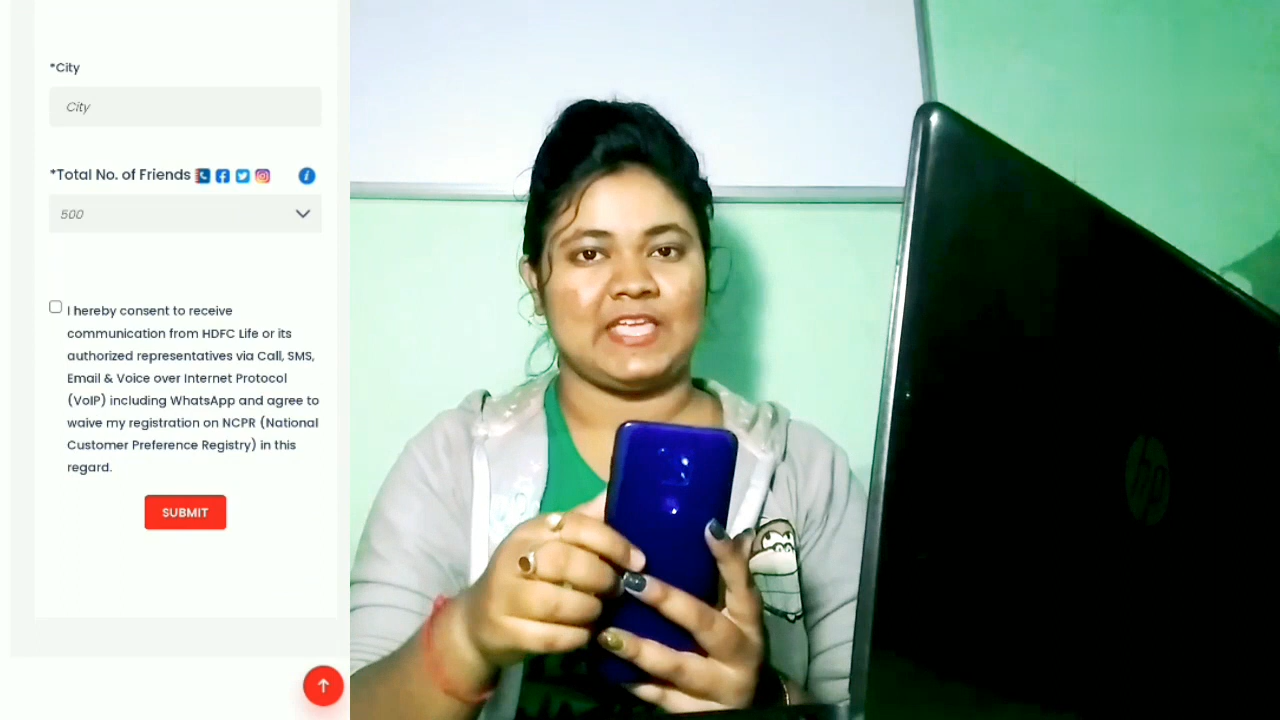 *City
City
*Total No. of Friends
500
I hereby consent to receive
communication from HDFC Life or its
authorized representatives via Call, SMS,
Email & Voice over Internet Protocol
(VoIP) including WhatsApp and agree to
waive my registration on NCPR (National
Customer Preference Registry) in this
regard.
SUBMIT
hp